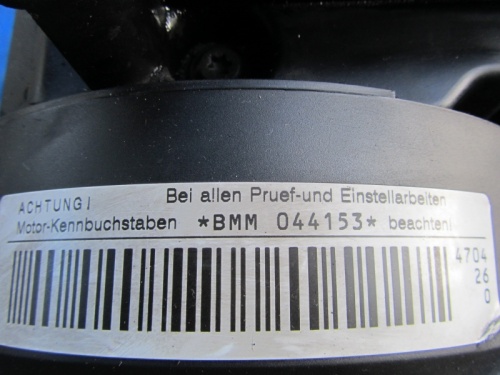 ACHTUNG! Bei allen Pruef-und Einstellarbeiten
Motor-Kennbuchstaben *BMM 044153* beachten!
4704
26
0